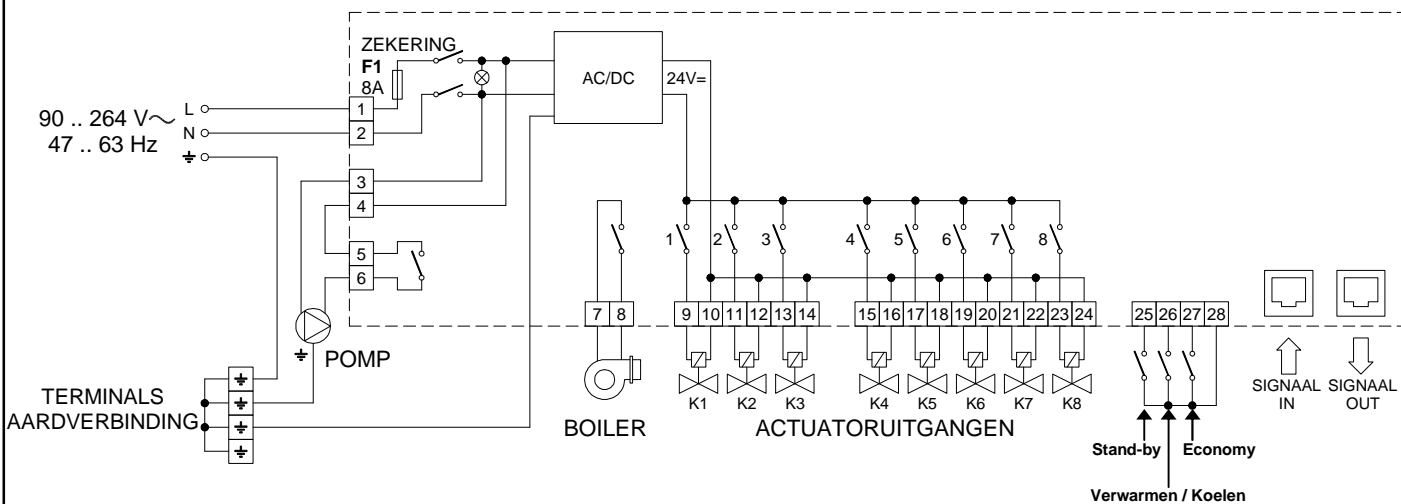 ZEKERING
F1
8A
AC/DC
24V=
90 .. 264 V~
47 .. 63 Hz
L
N
1
2
3
4
5
6
POMP
TERMINALS
AARDVERBINDING
1 2 3 4 5 6 7 8
7 8 9 10 11 12 13 14 15 16 17 18 19 20 21 22 23 24 25 26 27 28
K1 K2 K3 K4 K5 K6 K7 K8
BOILER
ACTUATORUITGANGEN
SIGNAAL
IN
SIGNAAL
OUT
Stand-by
Economy
Verwarmen / Koelen